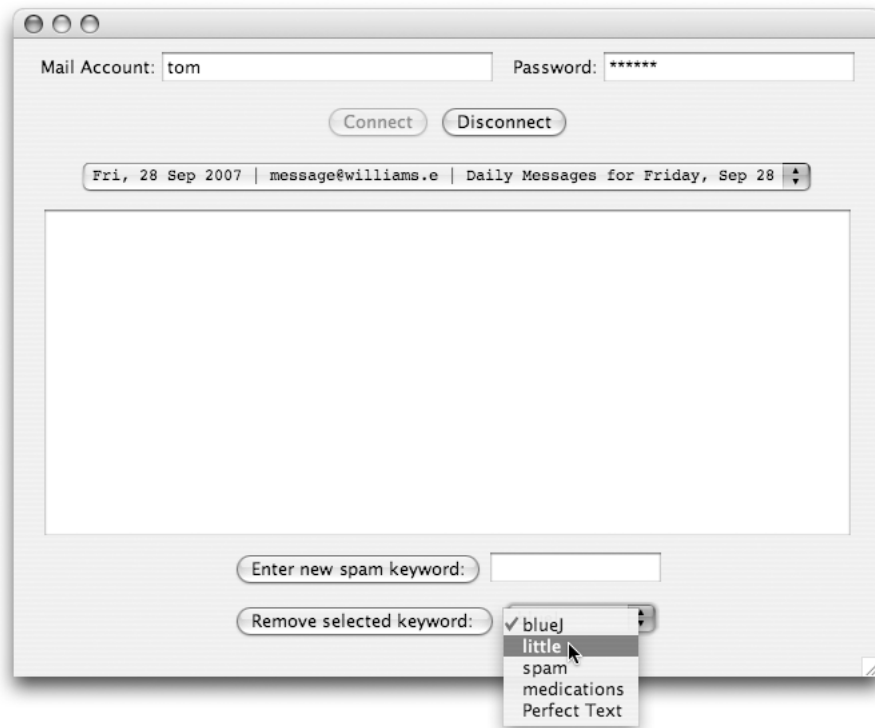 Mail Account: tom Password: ******
Connect Disconnect
Fri, 28 Sep 2007 | message@williams.e | Daily Messages for Friday, Sep 28
Enter new spam keyword:
Remove selected keyword: ✓ blueJ
little
spam
medications
Perfect Text